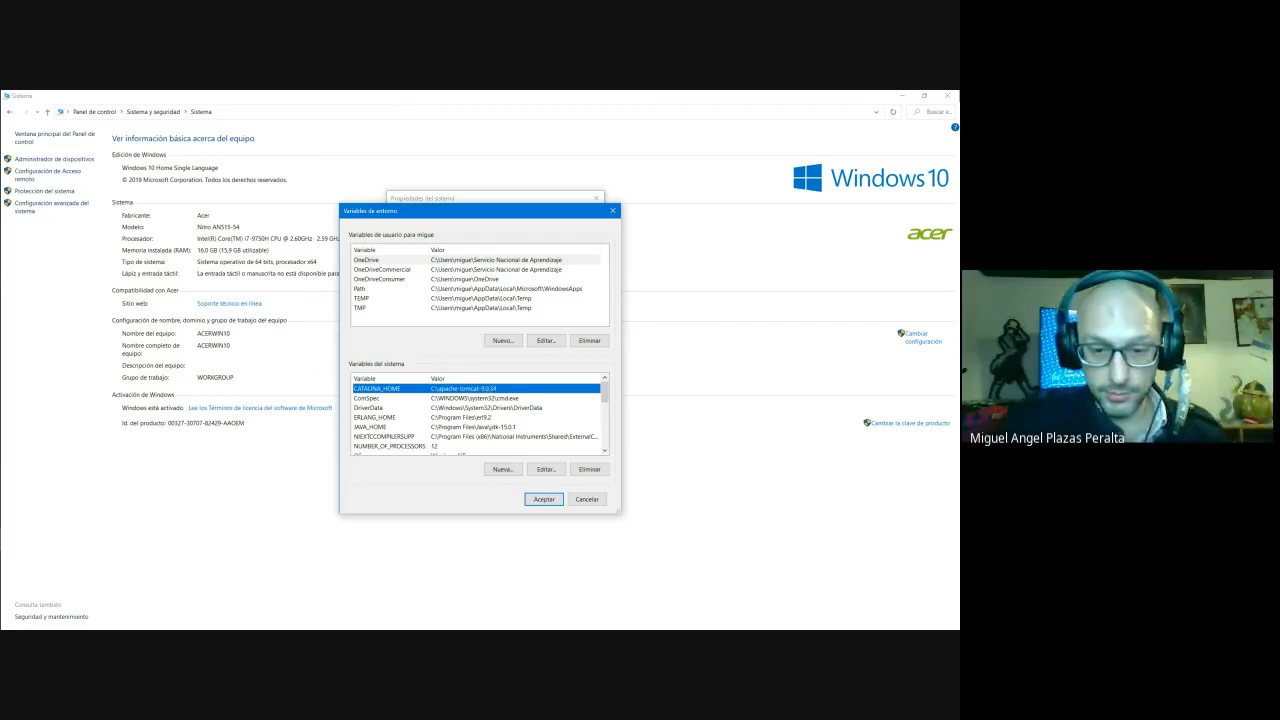 Sistema
Panel de control > Sistema y seguridad > Sistema
Buscar e...
Ventana principal del Panel de
control
Administrador de dispositivos
Configuración de Acceso
remoto
Protección del sistema
Configuración avanzada del
sistema
Ver información básica acerca del equipo
Edición de Windows
Windows 10 Home Single Language
© 2019 Microsoft Corporation. Todos los derechos reservados.
Windows 10
Sistema
Fabricante: Acer
Modelo: Nitro AN515-54
Procesador: Intel(R) Core(TM) i7-9750H CPU @ 2.60GHz 2.59 GHz
Memoria instalada (RAM): 16,0 GB (15,9 GB utilizable)
Tipo de sistema: Sistema operativo de 64 bits, procesador x64
Lápiz y entrada táctil: La entrada táctil o manuscrita no está disponible para
acer
Compatibilidad con Acer
Sitio web: Soporte técnico en línea
Configuración de nombre, dominio y grupo de trabajo del equipo
Nombre del equipo: ACERWIN10
Nombre completo de ACERWIN10
equipo:
Descripción del equipo:
Grupo de trabajo: WORKGROUP
Cambiar
configuración
Activación de Windows
Windows está activado Lee los Términos de licencia del software de Microsoft
Id. del producto: 00327-30707-82429-AAOEM
Cambiar la clave de producto
Consulta también
Seguridad y mantenimiento
Propiedades del sistema
Variables de entorno
Variables de usuario para migue
Variable Valor
OneDrive C:\Users\migue\Servicio Nacional de Aprendizaje
OneDriveCommercial C:\Users\migue\Servicio Nacional de Aprendizaje
OneDriveConsumer C:\Users\migue\OneDrive
Path C:\Users\migue\AppData\Local\Microsoft\WindowsApps
TEMP C:\Users\migue\AppData\Local\Temp
TMP C:\Users\migue\AppData\Local\Temp
Nuevo... Editar... Eliminar
Variables del sistema
Variable Valor
CATALINA_HOME C:\apache-tomcat-9.0.34
ComSpec C:\WINDOWS\system32\cmd.exe
DriverData C:\Windows\System32\Drivers\DriverData
ERLANG_HOME C:\Program Files\erl9.2
JAVA_HOME C:\Program Files\Java\jdk-15.0.1
NIEXTCCOMPILERSUPP C:\Program Files (x86)\National Instruments\Shared\ExternalC...
NUMBER_OF_PROCESSORS 12
Nueva... Editar... Eliminar
Aceptar Cancelar
Miguel Angel Plazas Peralta